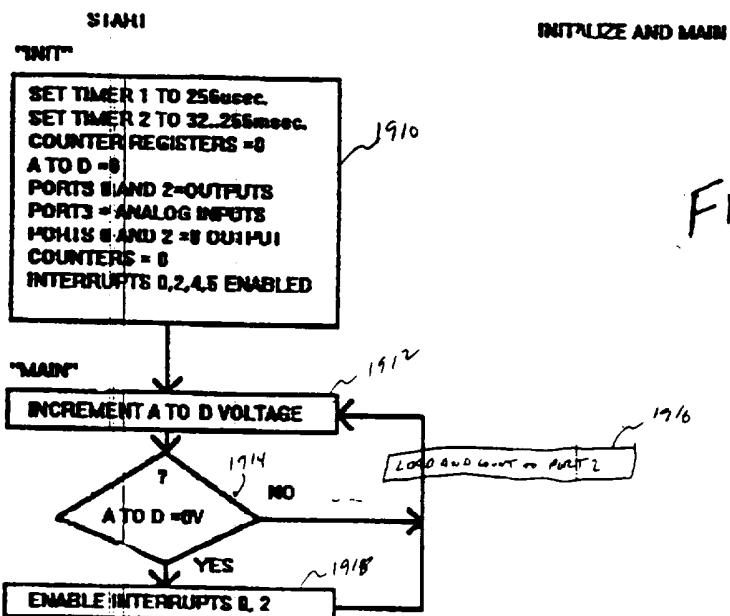 START
INITALIZE AND MAIN
"INIT"
SET TIMER 1 TO 256usec.
SET TIMER 2 TO 32..256msec.
COUNTER REGISTERS =0
A TO D =0
PORTS 0 AND 2=OUTPUTS
PORT3 = ANALOG INPUTS
PORTS 0 AND 2 =0 OUTPUT
COUNTERS = 0
INTERRUPTS 0,2,4,5 ENABLED
1910
"MAIN"
1912
INCREMENT A TO D VOLTAGE
1916
LOAD AND COUNT TO PORT 2
?
1914
NO
A TO D =0V
YES
1918
ENABLE INTERRUPTS 0, 2